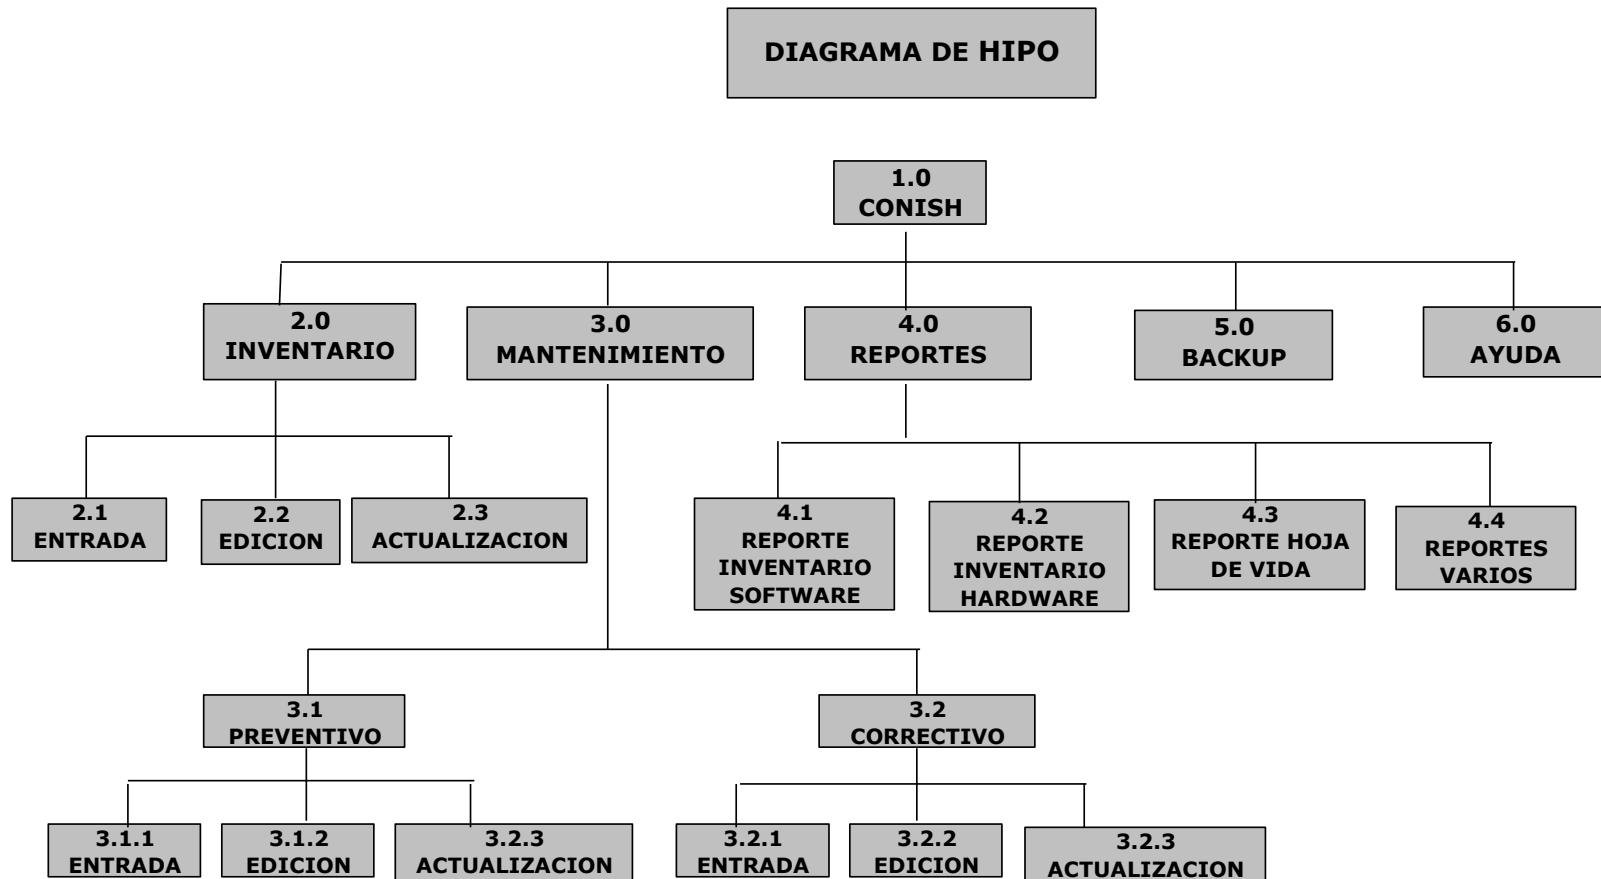 DIAGRAMA DE HIPO
1.0
CONISH
2.0
INVENTARIO
3.0
MANTENIMIENTO
4.0
REPORTES
5.0
BACKUP
6.0
AYUDA
2.1
ENTRADA
2.2
EDICION
2.3
ACTUALIZACION
4.1
REPORTE
INVENTARIO
SOFTWARE
4.2
REPORTE
INVENTARIO
HARDWARE
4.3
REPORTE HOJA
DE VIDA
4.4
REPORTES
VARIOS
3.1
PREVENTIVO
3.2
CORRECTIVO
3.1.1
ENTRADA
3.1.2
EDICION
3.2.3
ACTUALIZACION
3.2.1
ENTRADA
3.2.2
EDICION
3.2.3
ACTUALIZACION